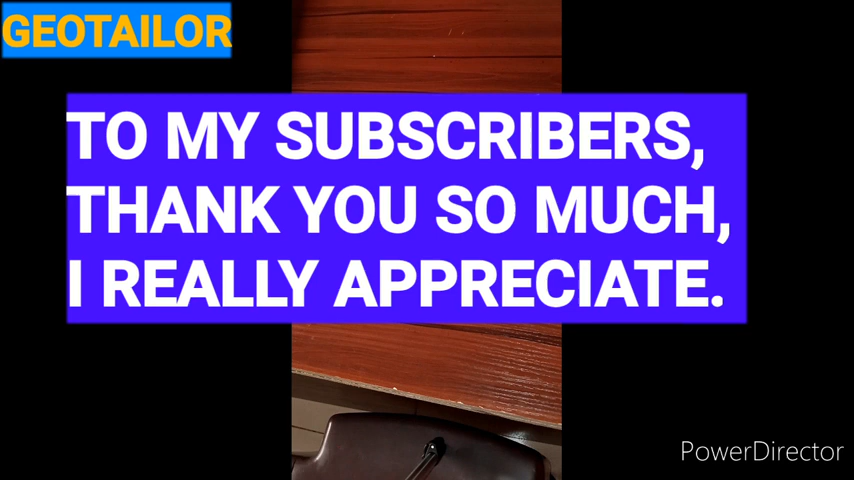 GEOTAILOR
TO MY SUBSCRIBERS,
THANK YOU SO MUCH,
I REALLY APPRECIATE.
PowerDirector